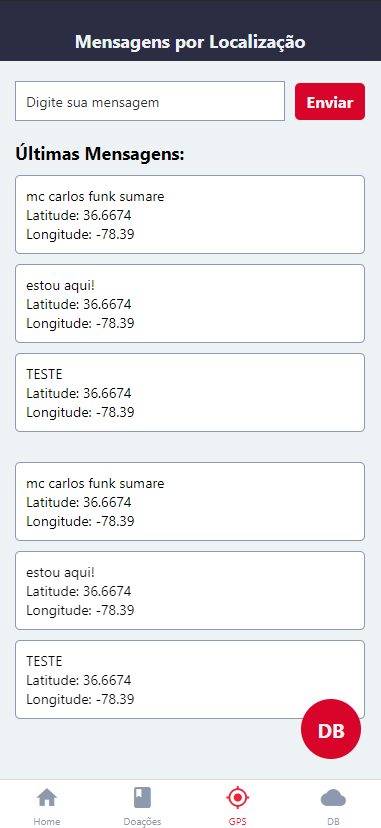 Mensagens por Localização
Digite sua mensagem
Enviar
Últimas Mensagens:
mc carlos funk sumare
Latitude: 36.6674
Longitude: -78.39
estou aqui!
Latitude: 36.6674
Longitude: -78.39
TESTE
Latitude: 36.6674
Longitude: -78.39
mc carlos funk sumare
Latitude: 36.6674
Longitude: -78.39
estou aqui!
Latitude: 36.6674
Longitude: -78.39
TESTE
Latitude: 36.6674
Longitude: -78.39
DB
Home
Doações
GPS
DB